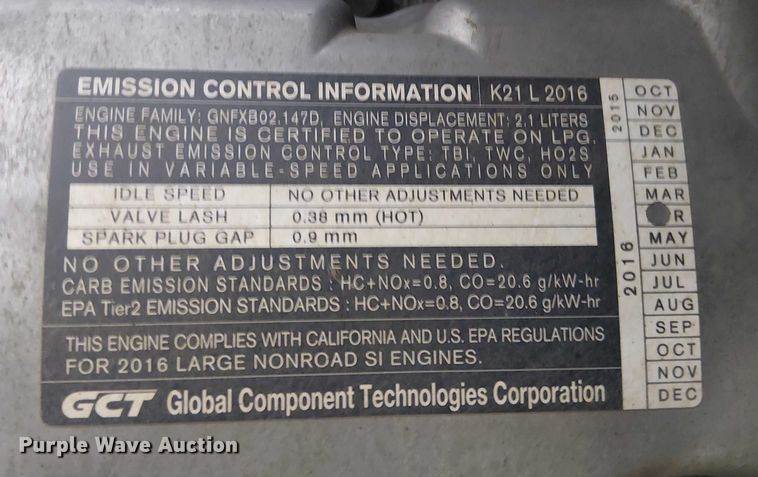 EMISSION CONTROL INFORMATION K21 L 2016
ENGINE FAMILY: GNFXB02.147D, ENGINE DISPLACEMENT: 2.1 LITERS
THIS ENGINE IS CERTIFIED TO OPERATE ON LPG.
EXHAUST EMISSION CONTROL TYPE: TBI, TWC, HO2S
USE IN VARIABLE-SPEED APPLICATIONS ONLY
IDLE SPEED NO OTHER ADJUSTMENTS NEEDED
VALVE LASH 0.38 mm (HOT)
SPARK PLUG GAP 0.9 mm
NO OTHER ADJUSTMENTS NEEDED.
CARB EMISSION STANDARDS : HC+NOx=0.8, CO=20.6 g/kW-hr
EPA Tier2 EMISSION STANDARDS : HC+NOx=0.8, CO=20.6 g/kW-hr
THIS ENGINE COMPLIES WITH CALIFORNIA AND U.S. EPA REGULATIONS
FOR 2016 LARGE NONROAD SI ENGINES.
GCT Global Component Technologies Corporation
2015
OCT
NOV
DEC
2016
JAN
FEB
MAR
R
MAY
JUN
JUL
AUG
SEP
OCT
NOV
DEC
Purple Wave Auction